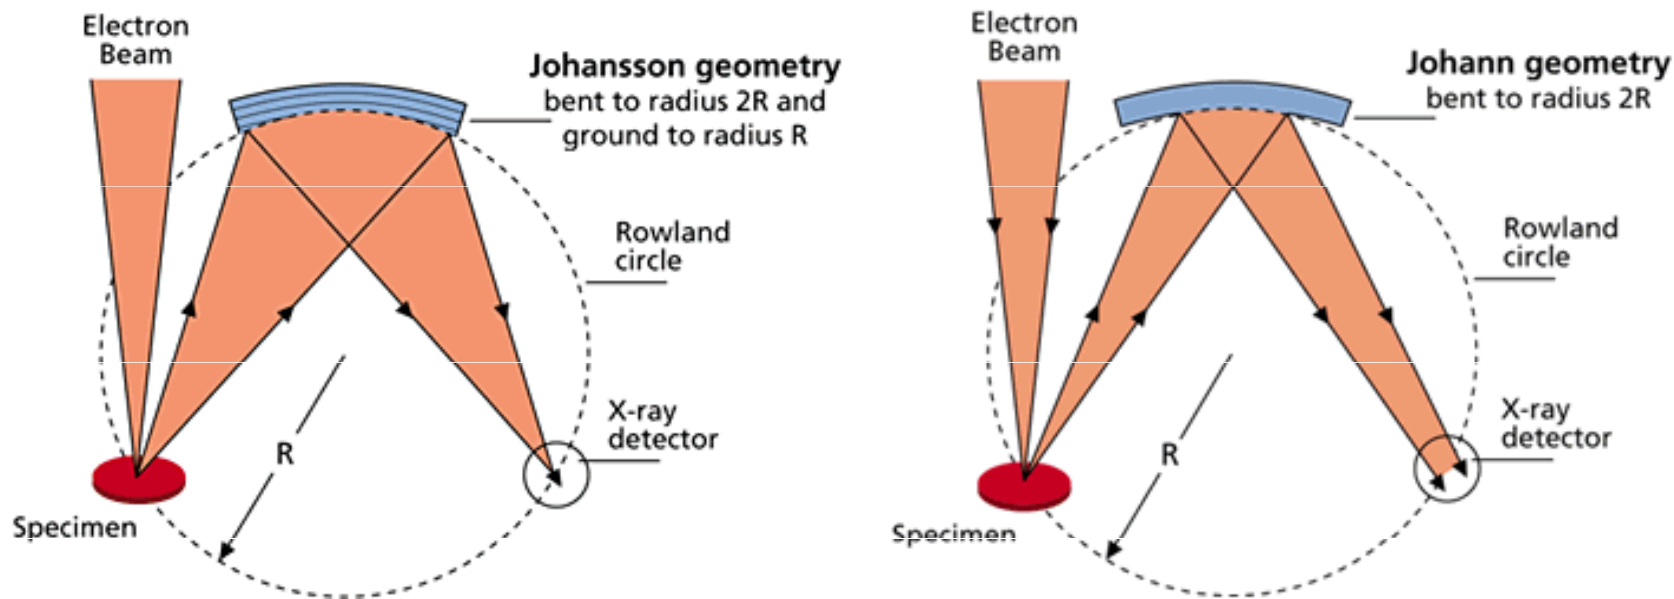 Electron
Beam
Johansson geometry
bent to radius 2R and
ground to radius R
Rowland
circle
X-ray
detector
R
Specimen
Electron
Beam
Johann geometry
bent to radius 2R
Rowland
circle
X-ray
detector
R
Specimen